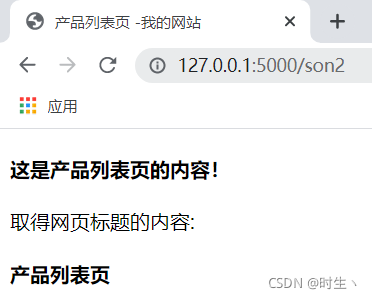 产品列表页 -我的网站
127.0.0.1:5000/son2
应用
这是产品列表页的内容！
取得网页标题的内容:
产品列表页
CSDN @时生丶